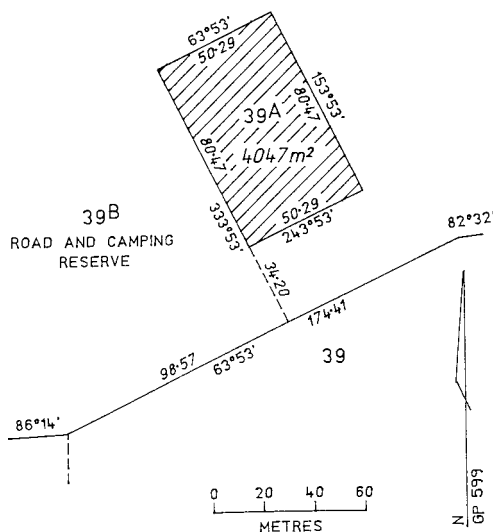 63°53'
50·29
153°53'
80·47
39A
4047m²
80·47
333°53'
50·29
243°53'
39B
ROAD AND CAMPING
RESERVE
82°32'
34·20
174·41
98·57
63°53'
39
86°14'
0 20 40 60
METRES
N
GP 599